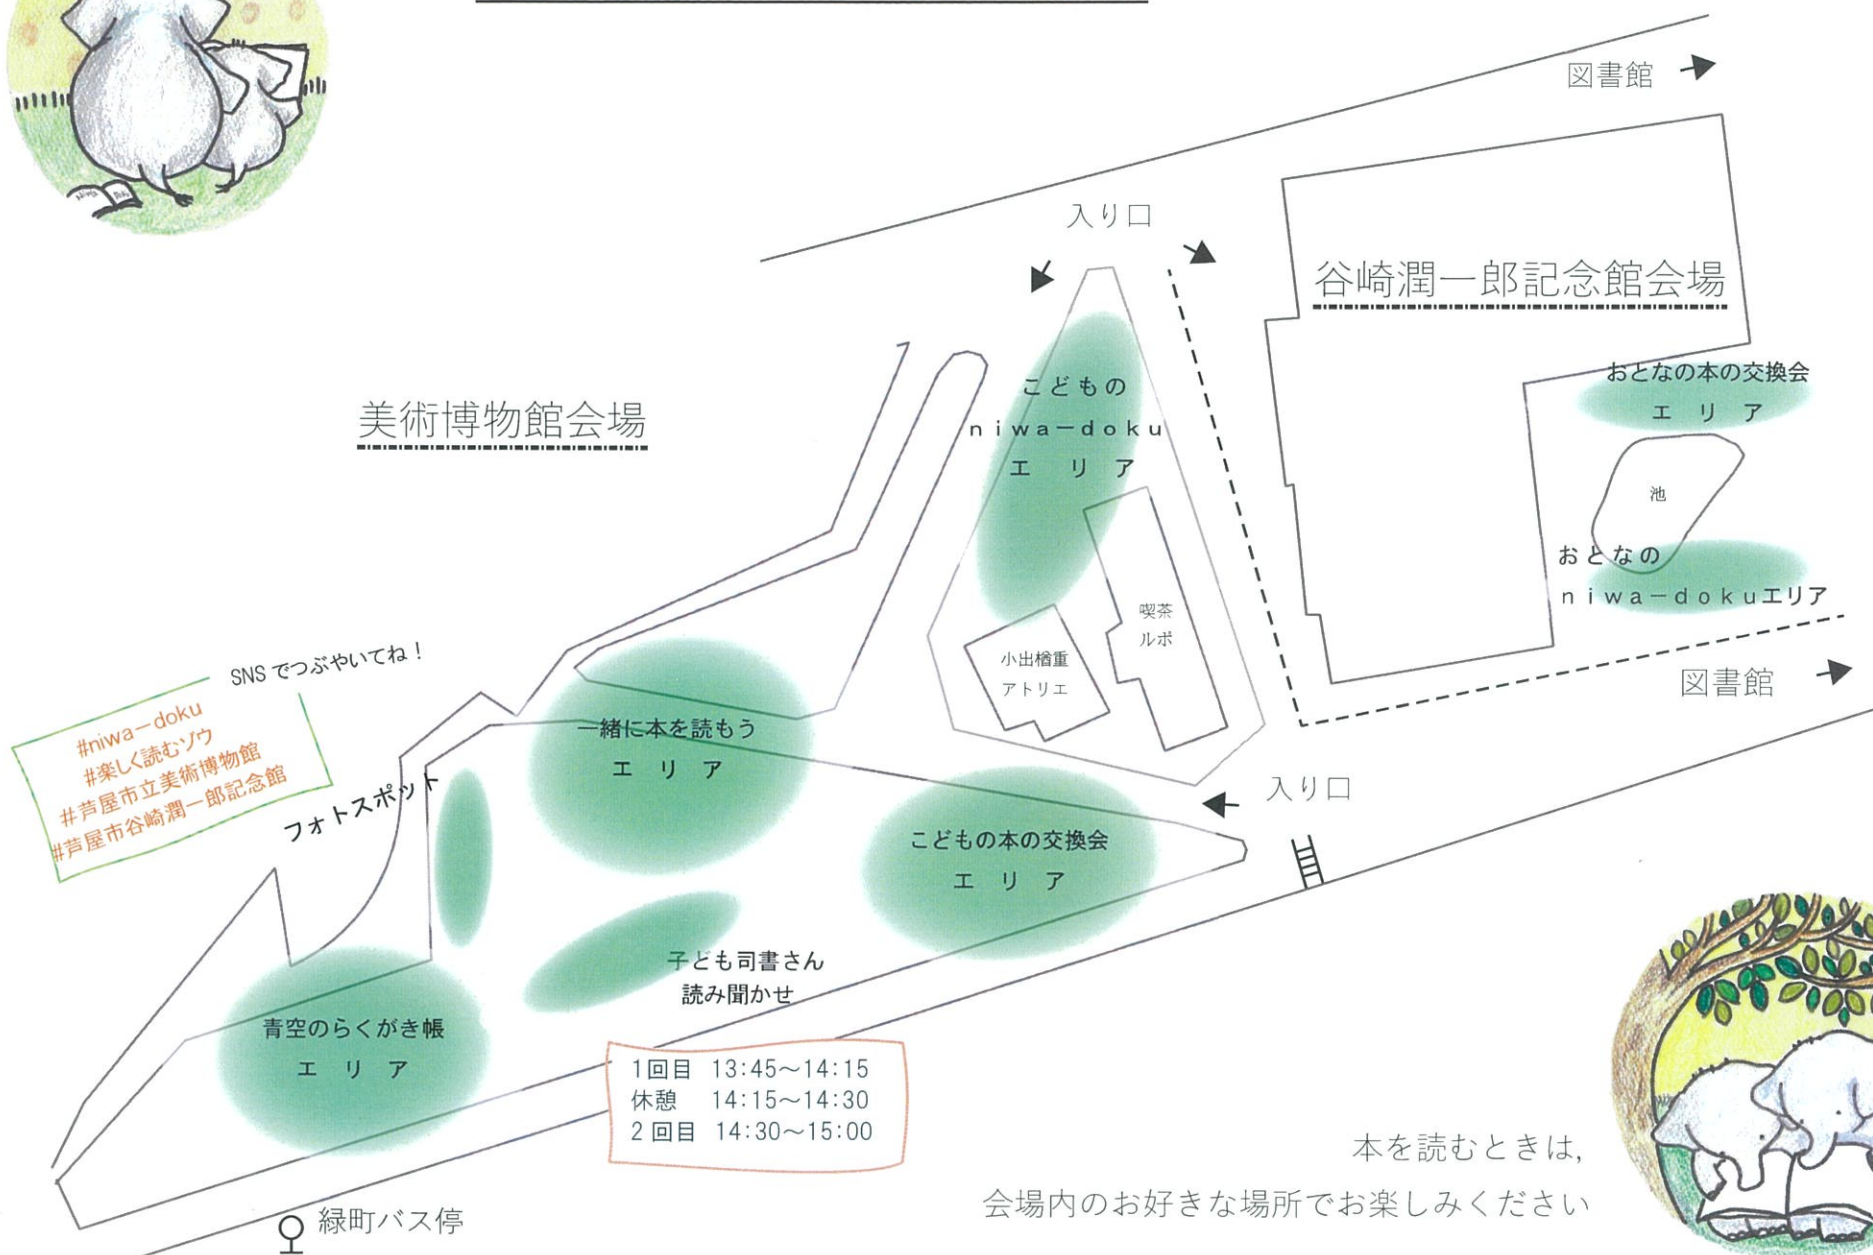 図書館
入り口
谷崎潤一郎記念館会場
美術博物館会場
こどもの
niwa－doku
エリア
おとなの本の交換会
エリア
池
おとなの
niwa－dokuエリア
喫茶
ルポ
小出楢重
アトリエ
図書館
SNSでつぶやいてね！
#niwa－doku
#楽しく読むゾウ
#芦屋市立美術博物館
#芦屋市谷崎潤一郎記念館
フォトスポット
一緒に本を読もう
エリア
入り口
こどもの本の交換会
エリア
子ども司書さん
読み聞かせ
青空のらくがき帳
エリア
1回目 13:45～14:15
休憩 14:15～14:30
2回目 14:30～15:00
緑町バス停
本を読むときは,
会場内のお好きな場所でお楽しみください